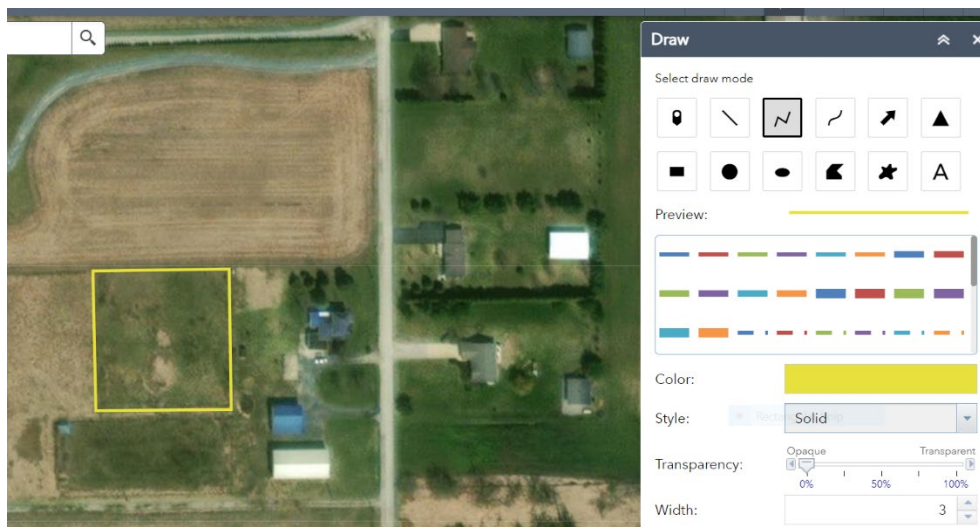 Draw
Select draw mode
A
Preview:
Color:
Style:
Solid
Transparency:
Opaque
Transparent
0%
50%
100%
Width:
3